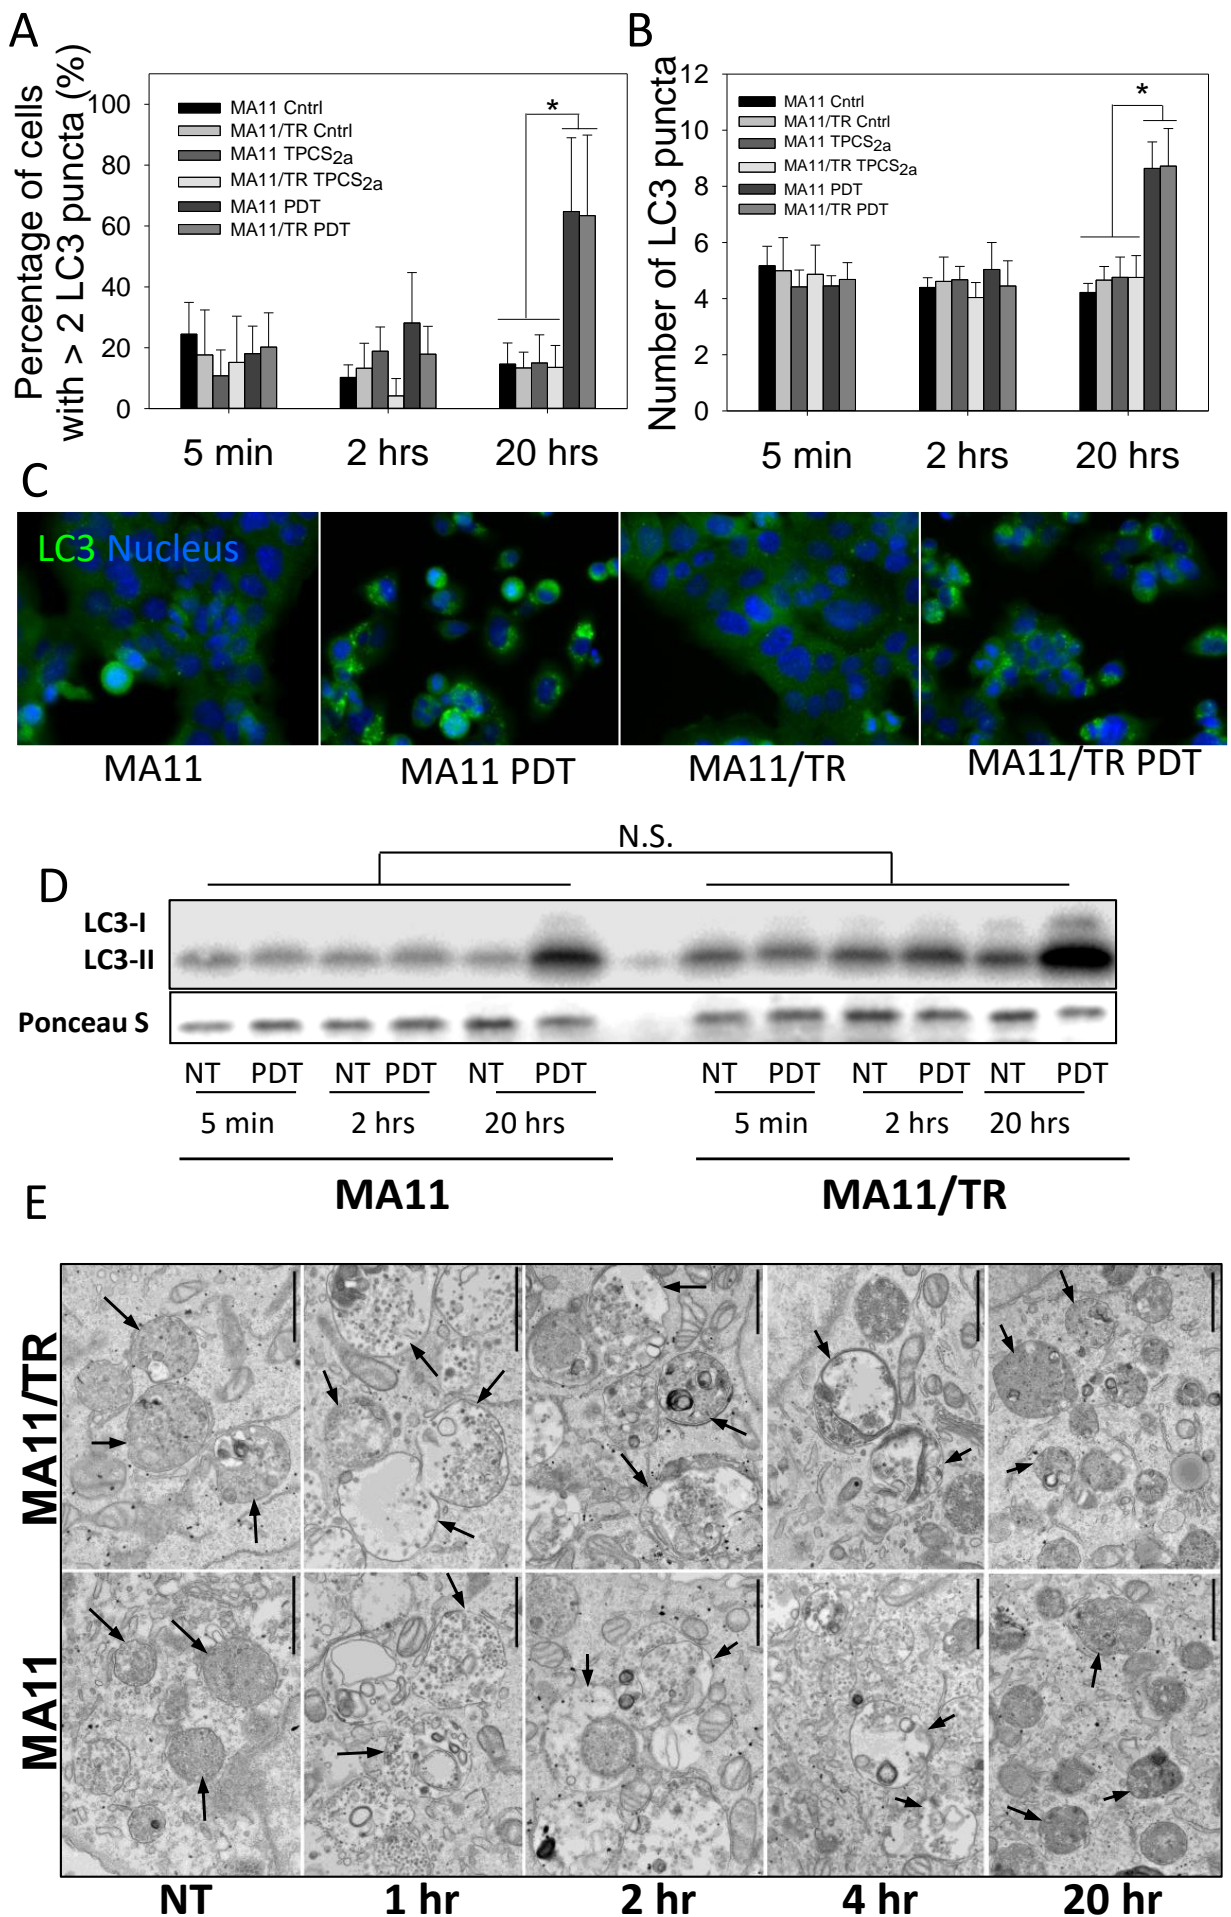 A
Percentage of cells
with > 2 LC3 puncta (%)
100
80
60
40
20
0
MA11 Cntrl
MA11/TR Cntrl
MA11 TPCS2a
MA11/TR TPCS2a
MA11 PDT
MA11/TR PDT
*
5 min 2 hrs 20 hrs
B
Number of LC3 puncta
12
10
8
6
4
2
0
MA11 Cntrl
MA11/TR Cntrl
MA11 TPCS2a
MA11/TR TPCS2a
MA11 PDT
MA11/TR PDT
*
5 min 2 hrs 20 hrs
C
LC3 Nucleus
MA11 MA11 PDT MA11/TR MA11/TR PDT
N.S.
D
LC3-I
LC3-II
Ponceau S
NT PDT NT PDT NT PDT NT PDT NT PDT NT PDT
5 min 2 hrs 20 hrs 5 min 2 hrs 20 hrs
MA11 MA11/TR
E
MA11/TR
MA11
NT 1 hr 2 hr 4 hr 20 hr